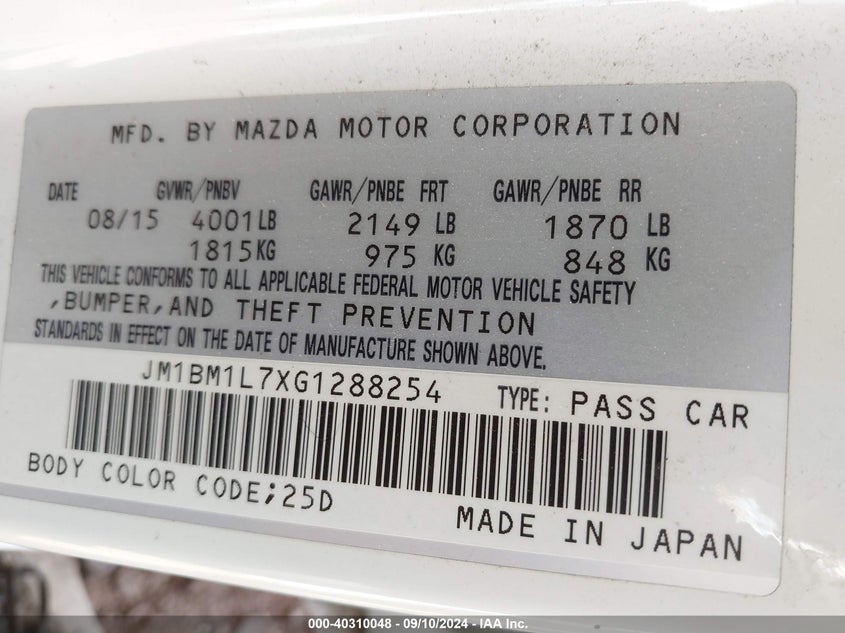 MFD. BY MAZDA MOTOR CORPORATION
DATE GVWR/PNBV GAWR/PNBE FRT GAWR/PNBE RR
08/15 4001LB 2149 LB 1870 LB
1815KG 975 KG 848 KG
THIS VEHICLE CONFORMS TO ALL APPLICABLE FEDERAL MOTOR VEHICLE SAFETY
,BUMPER,AND THEFT PREVENTION
STANDARDS IN EFFECT ON THE DATE OF MANUFACTURE SHOWN ABOVE.
JM1BM1L7XG1288254 TYPE: PASS CAR
BODY COLOR CODE;25D
MADE IN JAPAN
000-40310048 - 09/10/2024 - IAA Inc.